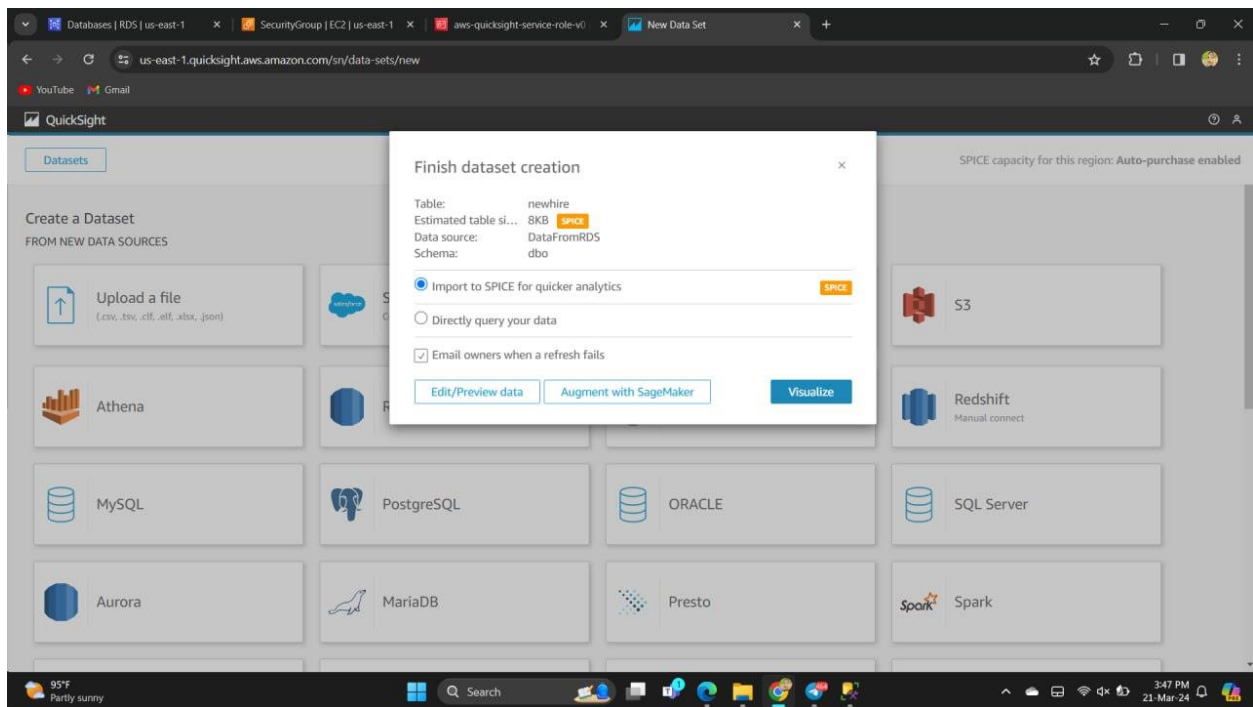 Databases | RDS | us-east-1
SecurityGroup | EC2 | us-east-1
aws-quicksight-service-role-v0
New Data Set
us-east-1.quicksight.aws.amazon.com/sn/data-sets/new
YouTube
Gmail
QuickSight
Datasets
SPICE capacity for this region: Auto-purchase enabled
Finish dataset creation
Table: newhire
Estimated table si... 8KB SPICE
Data source: DataFromRDS
Schema: dbo
Import to SPICE for quicker analytics SPICE
Directly query your data
Email owners when a refresh fails
Edit/Preview data
Augment with SageMaker
Visualize
Create a Dataset
FROM NEW DATA SOURCES
Upload a file
(.csv, .tsv, .clf, .elf, .xlsx, .json)
salesforce
S
C
S3
Athena
R
Redshift
Manual connect
MySQL
PostgreSQL
ORACLE
SQL Server
Aurora
MariaDB
Presto
Spark
Spark
95°F
Partly sunny
Search
3:47 PM
21-Mar-24